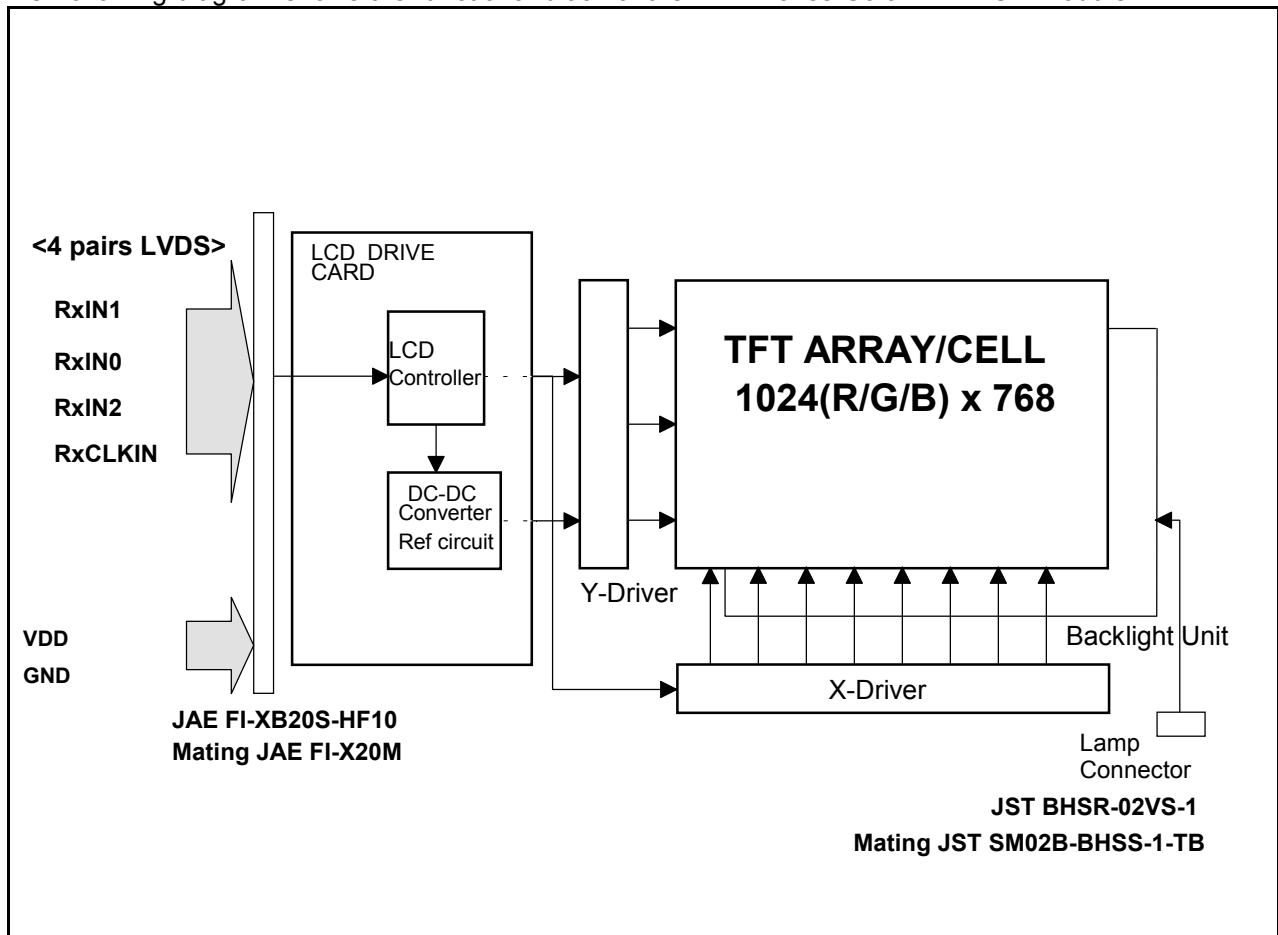 <4 pairs LVDS>
RxIN1
RxIN0
RxIN2
RxCLKIN
VDD
GND
JAE FI-XB20S-HF10
Mating JAE FI-X20M
LCD DRIVE
CARD
LCD
Controller
DC-DC
Converter
Ref circuit
Y-Driver
TFT ARRAY/CELL
1024(R/G/B) x 768
Backlight Unit
X-Driver
Lamp
Connector
JST BHSR-02VS-1
Mating JST SM02B-BHSS-1-TB